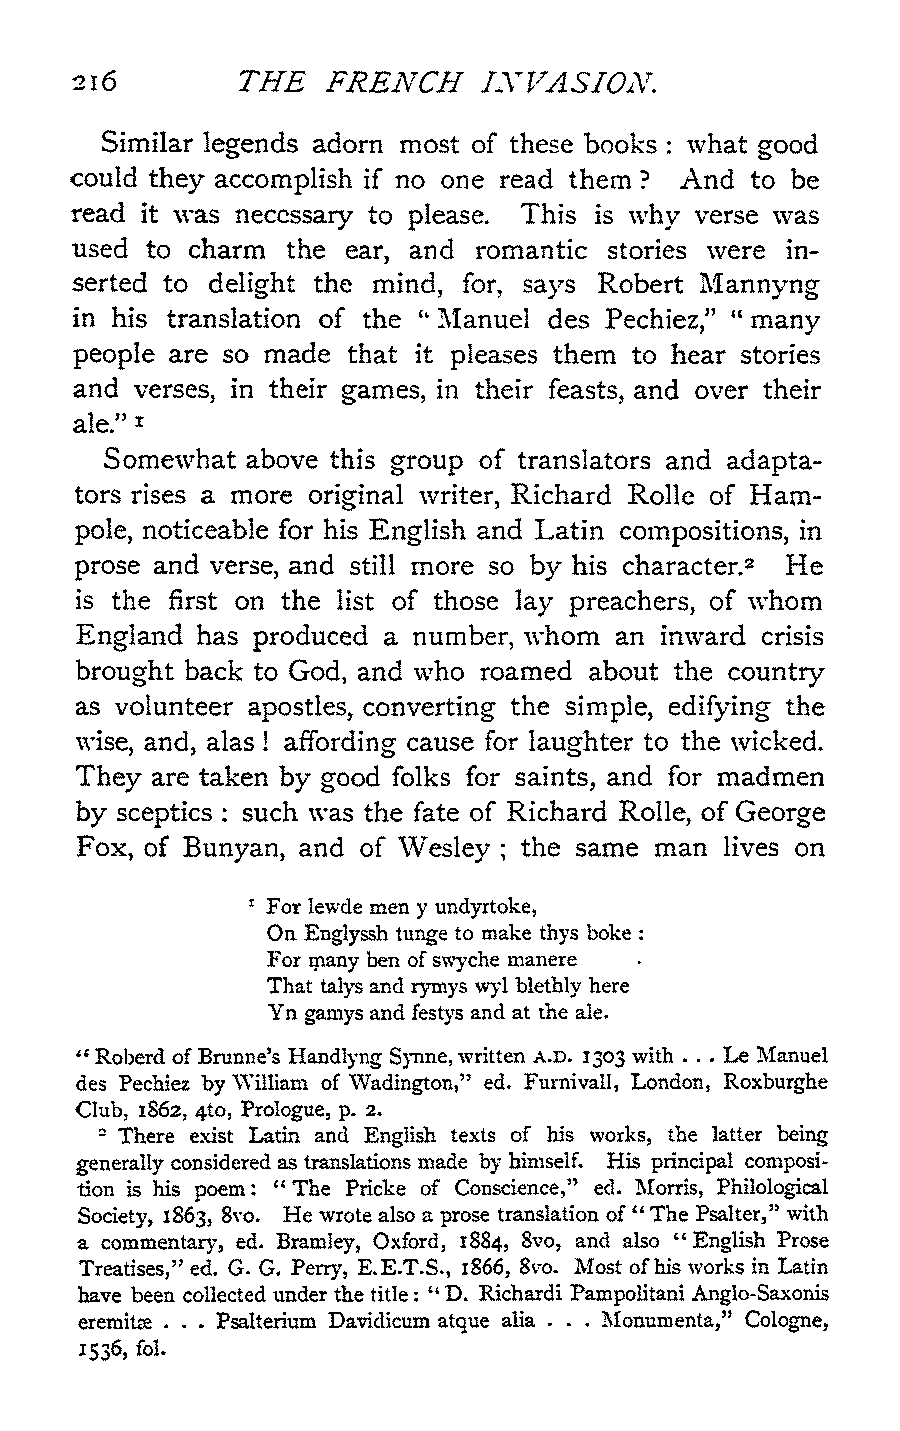 216 THE FRENCH INVASION.
Similar legends adorn most of these books : what good
could they accomplish if no one read them ? And to be
read it was necessary to please. This is why verse was
used to charm the ear, and romantic stories were in-
serted to delight the mind, for, says Robert Mannyng
in his translation of the “ Manuel des Pechiez,” “ many
people are so made that it pleases them to hear stories
and verses, in their games, in their feasts, and over their
ale.” ¹
Somewhat above this group of translators and adapta-
tors rises a more original writer, Richard Rolle of Ham-
pole, noticeable for his English and Latin compositions, in
prose and verse, and still more so by his character.² He
is the first on the list of those lay preachers, of whom
England has produced a number, whom an inward crisis
brought back to God, and who roamed about the country
as volunteer apostles, converting the simple, edifying the
wise, and, alas ! affording cause for laughter to the wicked.
They are taken by good folks for saints, and for madmen
by sceptics : such was the fate of Richard Rolle, of George
Fox, of Bunyan, and of Wesley ; the same man lives on
¹ For lewde men y undyrtoke,
On Englyssh tunge to make thys boke :
For many ben of swyche manere
That talys and rymys wyl blethly here
Yn gamys and festys and at the ale.
“ Roberd of Brunne’s Handlyng Synne, written A.D. 1303 with . . . Le Manuel
des Pechiez by William of Wadington,” ed. Furnivall, London, Roxburghe
Club, 1862, 4to, Prologue, p. 2.
² There exist Latin and English texts of his works, the latter being
generally considered as translations made by himself. His principal composi-
tion is his poem : “ The Pricke of Conscience,” ed. Morris, Philological
Society, 1863, 8vo. He wrote also a prose translation of “ The Psalter,” with
a commentary, ed. Bramley, Oxford, 1884, 8vo, and also “ English Prose
Treatises,” ed. G. G. Perry, E.E.T.S., 1866, 8vo. Most of his works in Latin
have been collected under the title : “ D. Richardi Pampolitani Anglo-Saxonis
eremitæ . . . Psalterium Davidicum atque alia . . . Monumenta,” Cologne,
1536, fol.